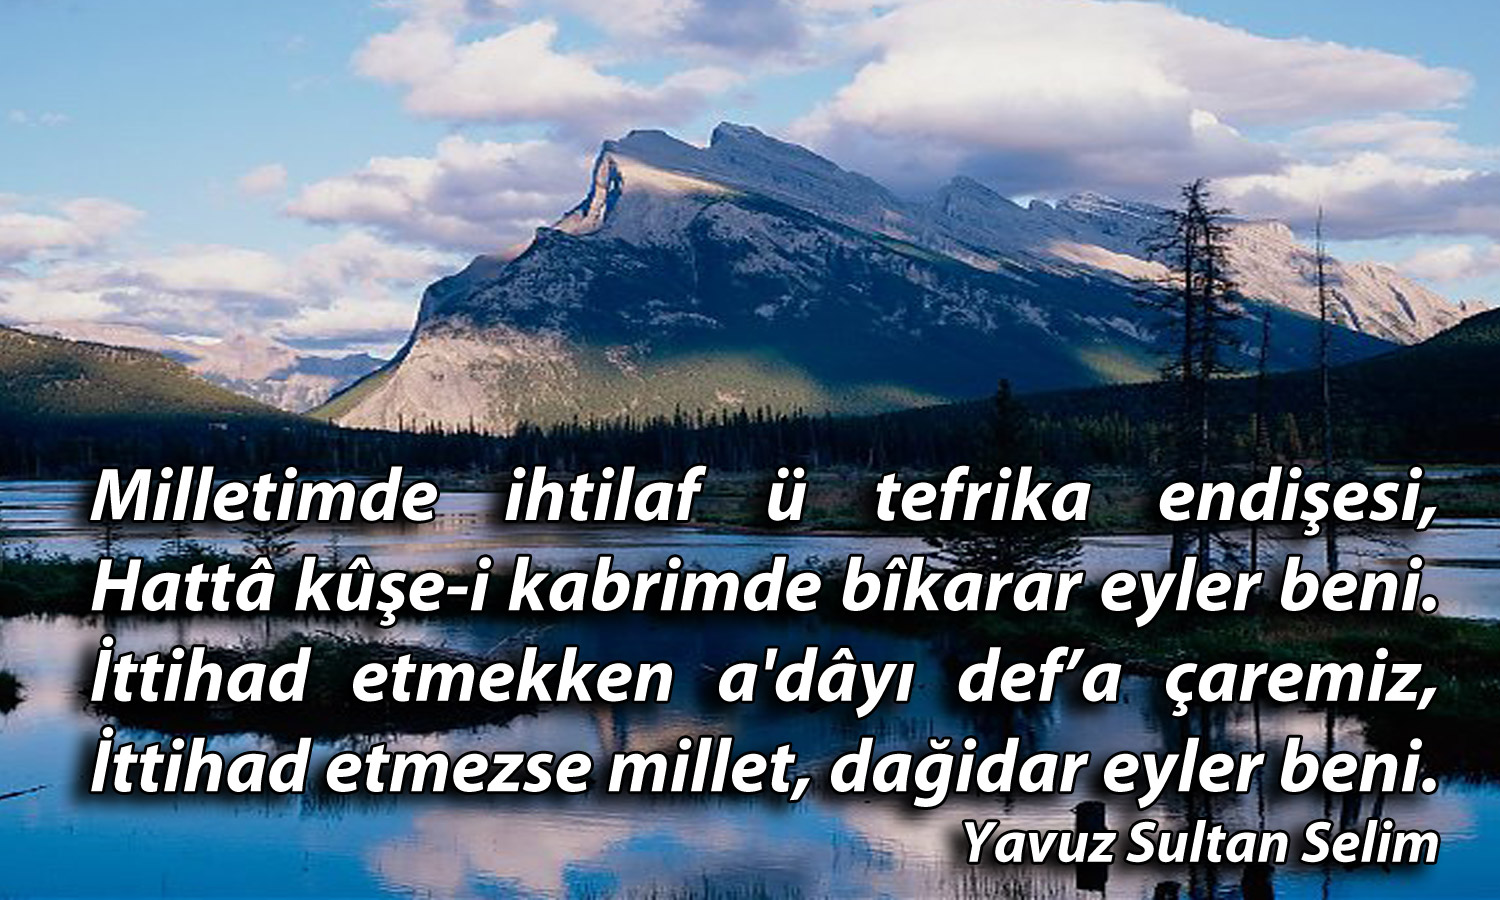 Milletimde ihtilaf ü tefrika endişesi,
Hattâ kûşe-i kabrimde bîkarar eyler beni.
İttihad etmekken a'dâyı def’a çaremiz,
İttihad etmezse millet, dağidar eyler beni.
Yavuz Sultan Selim